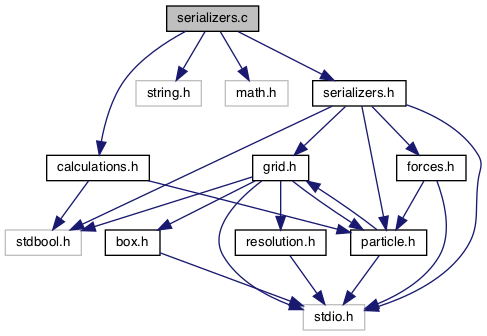 serializers.c
string.h
math.h
serializers.h
calculations.h
grid.h
forces.h
stdbool.h
box.h
resolution.h
particle.h
stdio.h